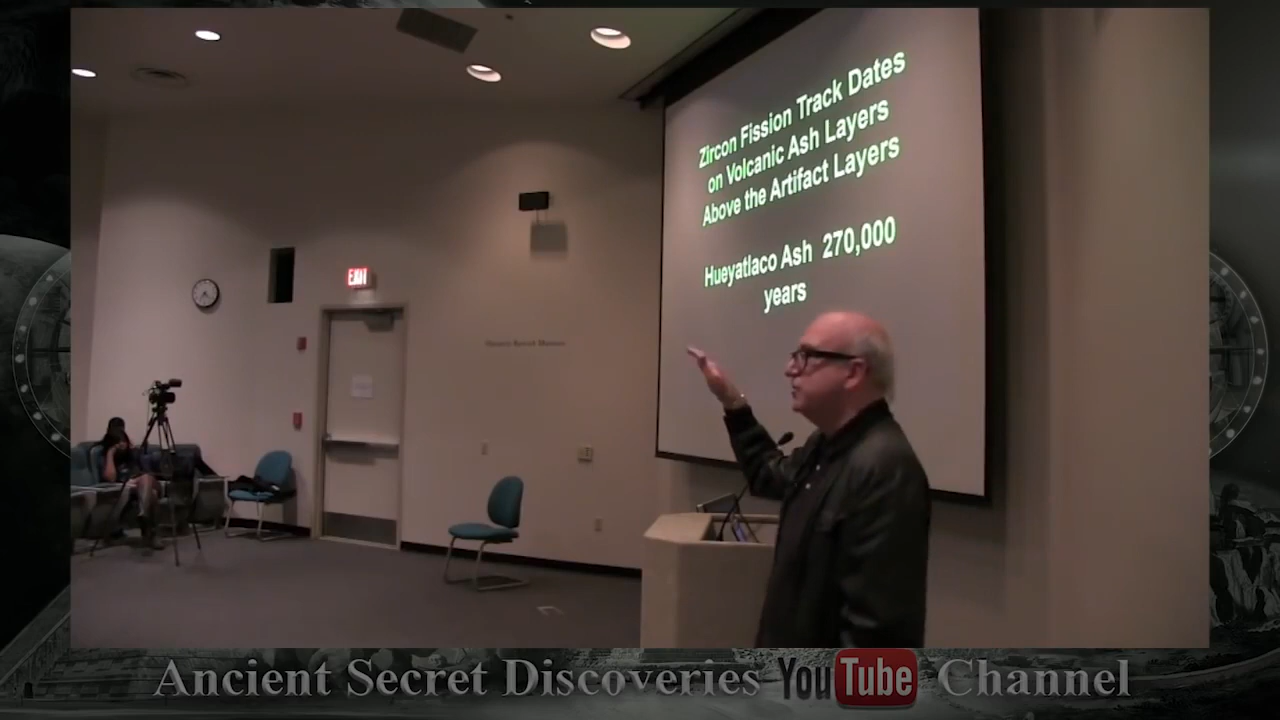 Zircon Fission Track Dates
on Volcanic Ash Layers
Above the Artifact Layers
Hueyatlaco Ash 270,000
years
EXIT
Ancient Secret Discoveries YouTube Channel